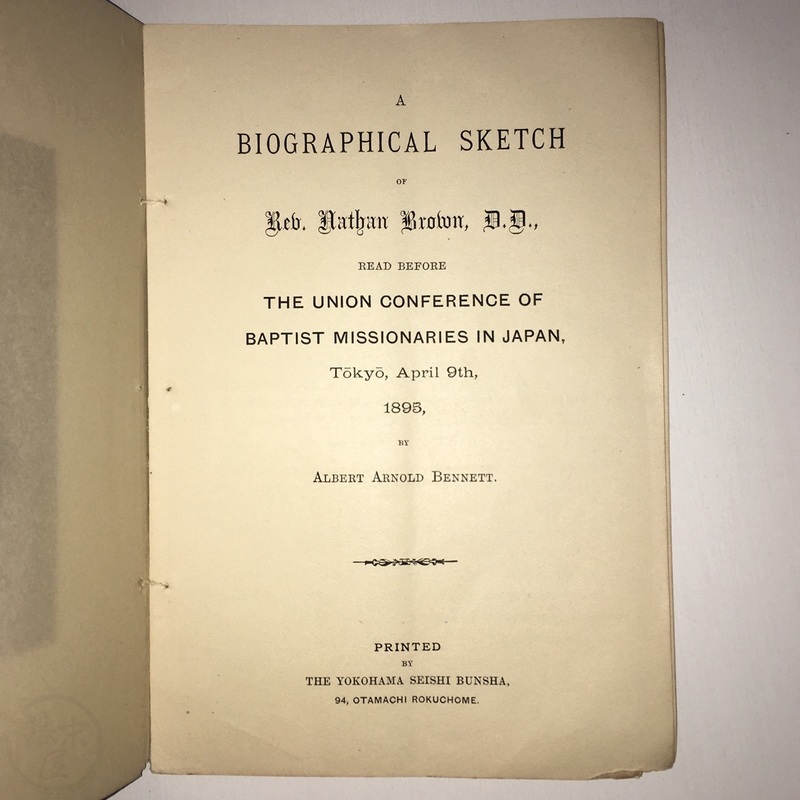 A
BIOGRAPHICAL SKETCH
OF
Rev. Nathan Brown, D.D.,
READ BEFORE
THE UNION CONFERENCE OF
BAPTIST MISSIONARIES IN JAPAN,
Tōkyō, April 9th,
1895,
BY
ALBERT ARNOLD BENNETT.
PRINTED
BY
THE YOKOHAMA SEISHI BUNSHA,
94, OTAMACHI ROKUCHOME.